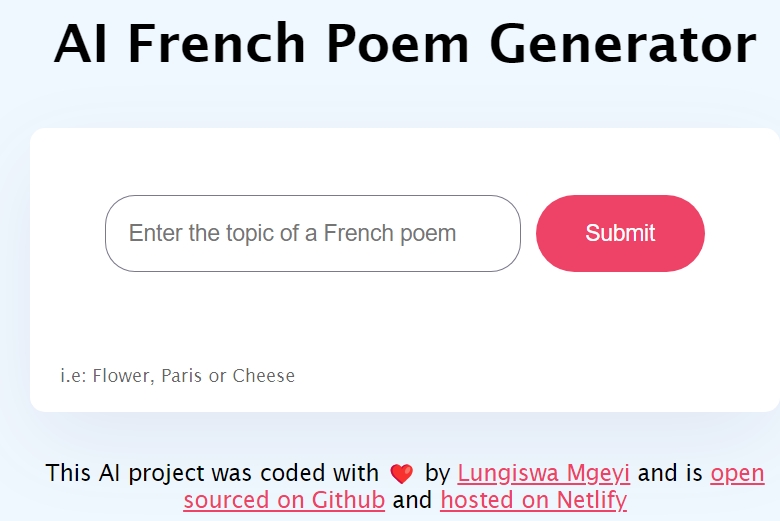 AI French Poem Generator
Enter the topic of a French poem
Submit
i.e: Flower, Paris or Cheese
This AI project was coded with ❤️ by Lungiswa Mgeyi and is open
sourced on Github and hosted on Netlify